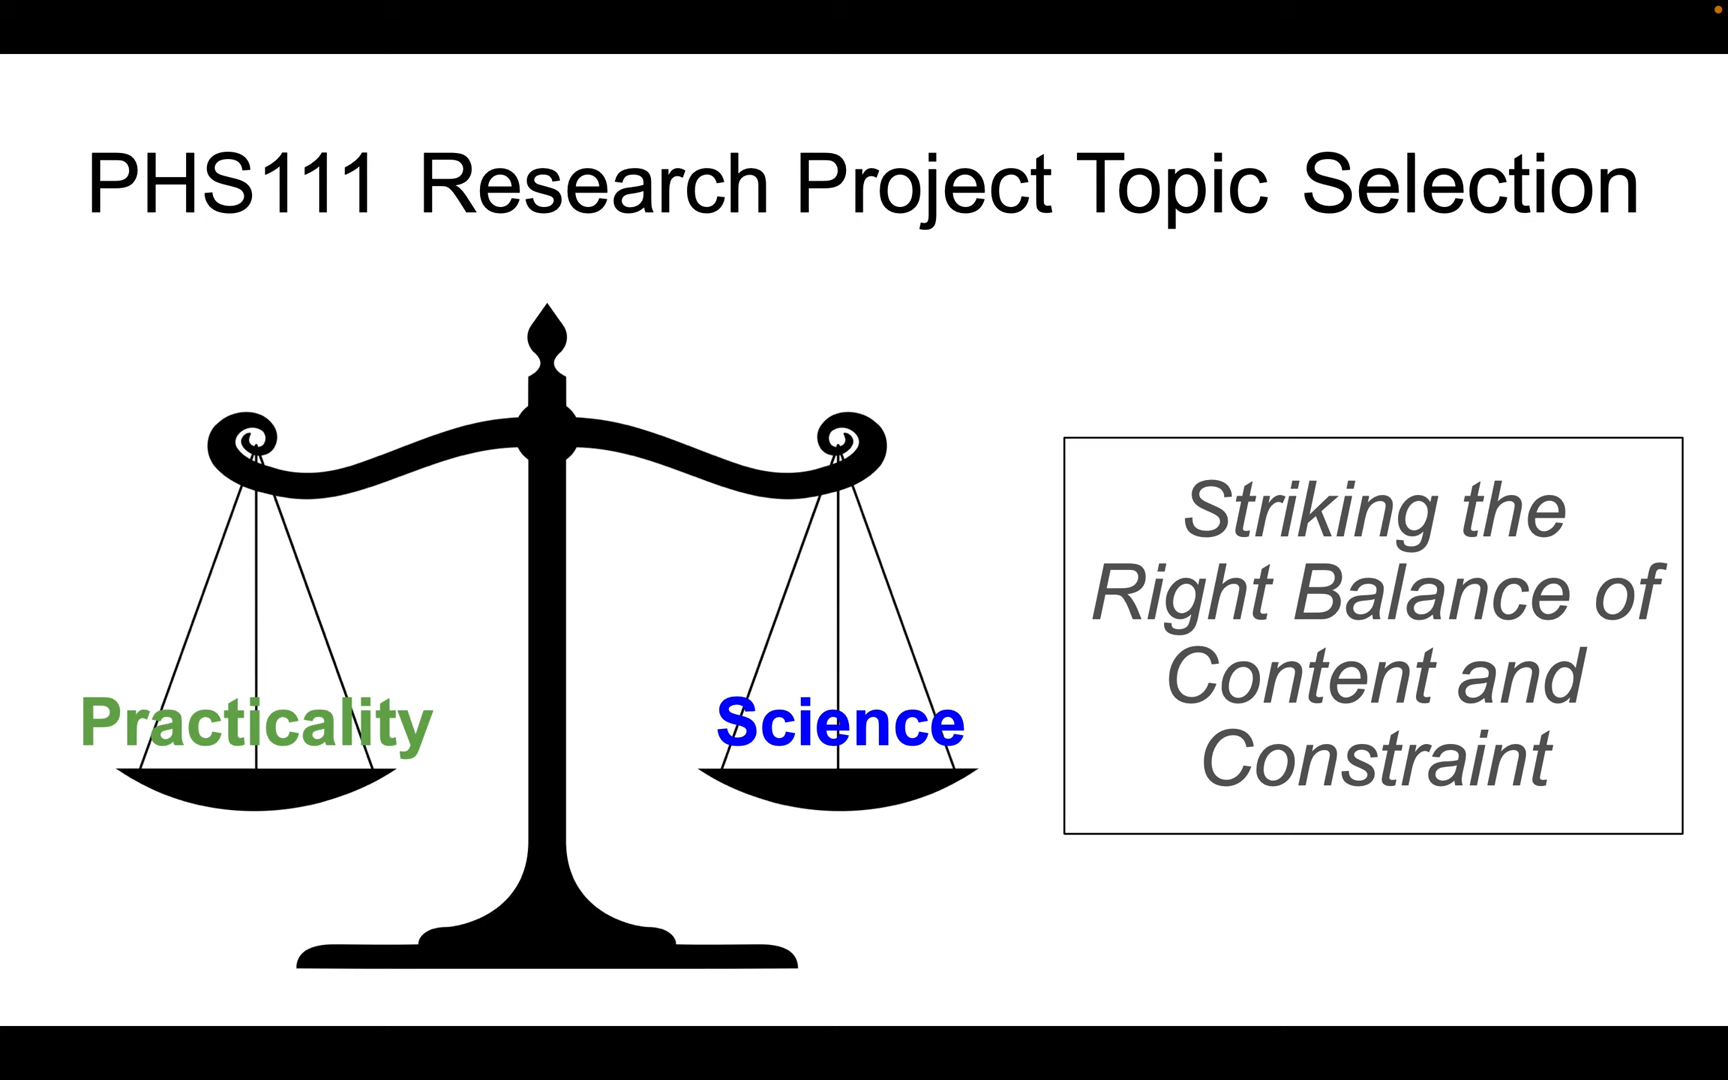 PHS111 Research Project Topic Selection
Practicality
Science
Striking the
Right Balance of
Content and
Constraint